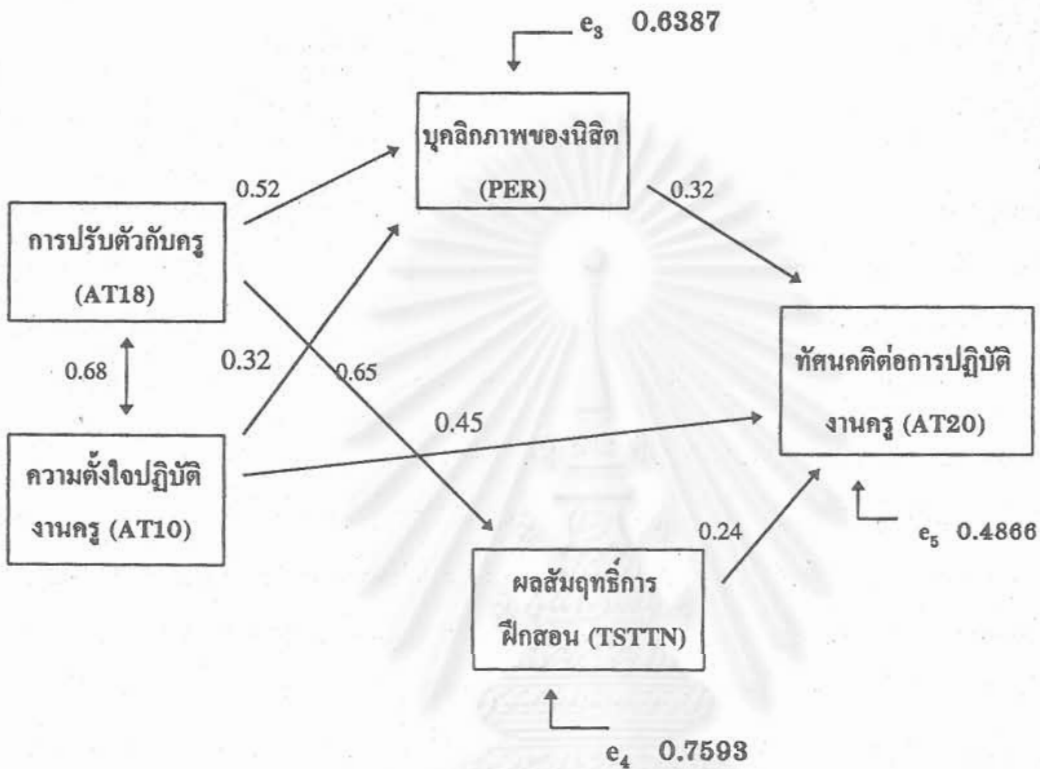 e₃ 0.6387
บุคลิกภาพของนิสิต
(PER)
0.52
0.32
การปรับตัวกับครู
(AT18)
0.68
0.32
0.65
ทัศนคติต่อการปฏิบัติ
งานครู (AT20)
0.45
ความตั้งใจปฏิบัติ
งานครู (AT10)
0.24
e₅ 0.4866
ผลสัมฤทธิ์การ
ฝึกสอน (TSTTN)
e₄ 0.7593